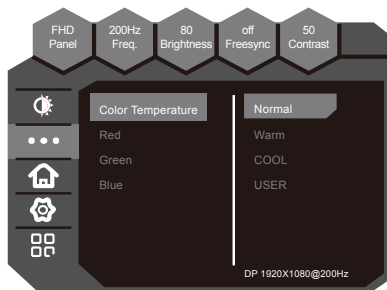 FHD
Panel
200Hz
Freq.
80
Brightness
off
Freesync
50
Contrast
Color Temperature
Normal
Red
Warm
Green
COOL
Blue
USER
DP 1920X1080@200Hz